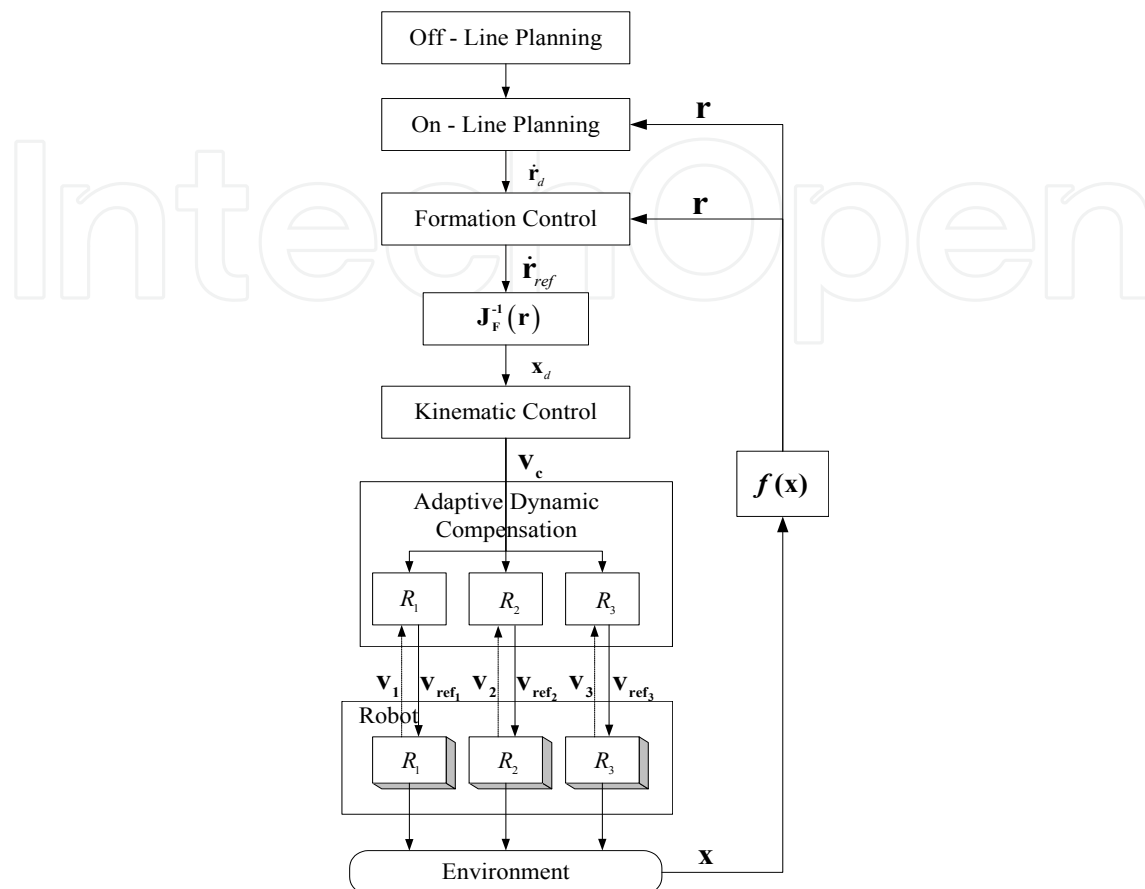 Off - Line Planning
On - Line Planning
r
ṙ_d
IntechOpen
Formation Control
r
ṙ_ref
J_F^-1(r)
x_d
Kinematic Control
v_c
f(x)
Adaptive Dynamic
Compensation
R_1 R_2 R_3
v_1 v_ref_1 v_2 v_ref_2 v_3 v_ref_3
Robot
R_1 R_2 R_3
Environment
x